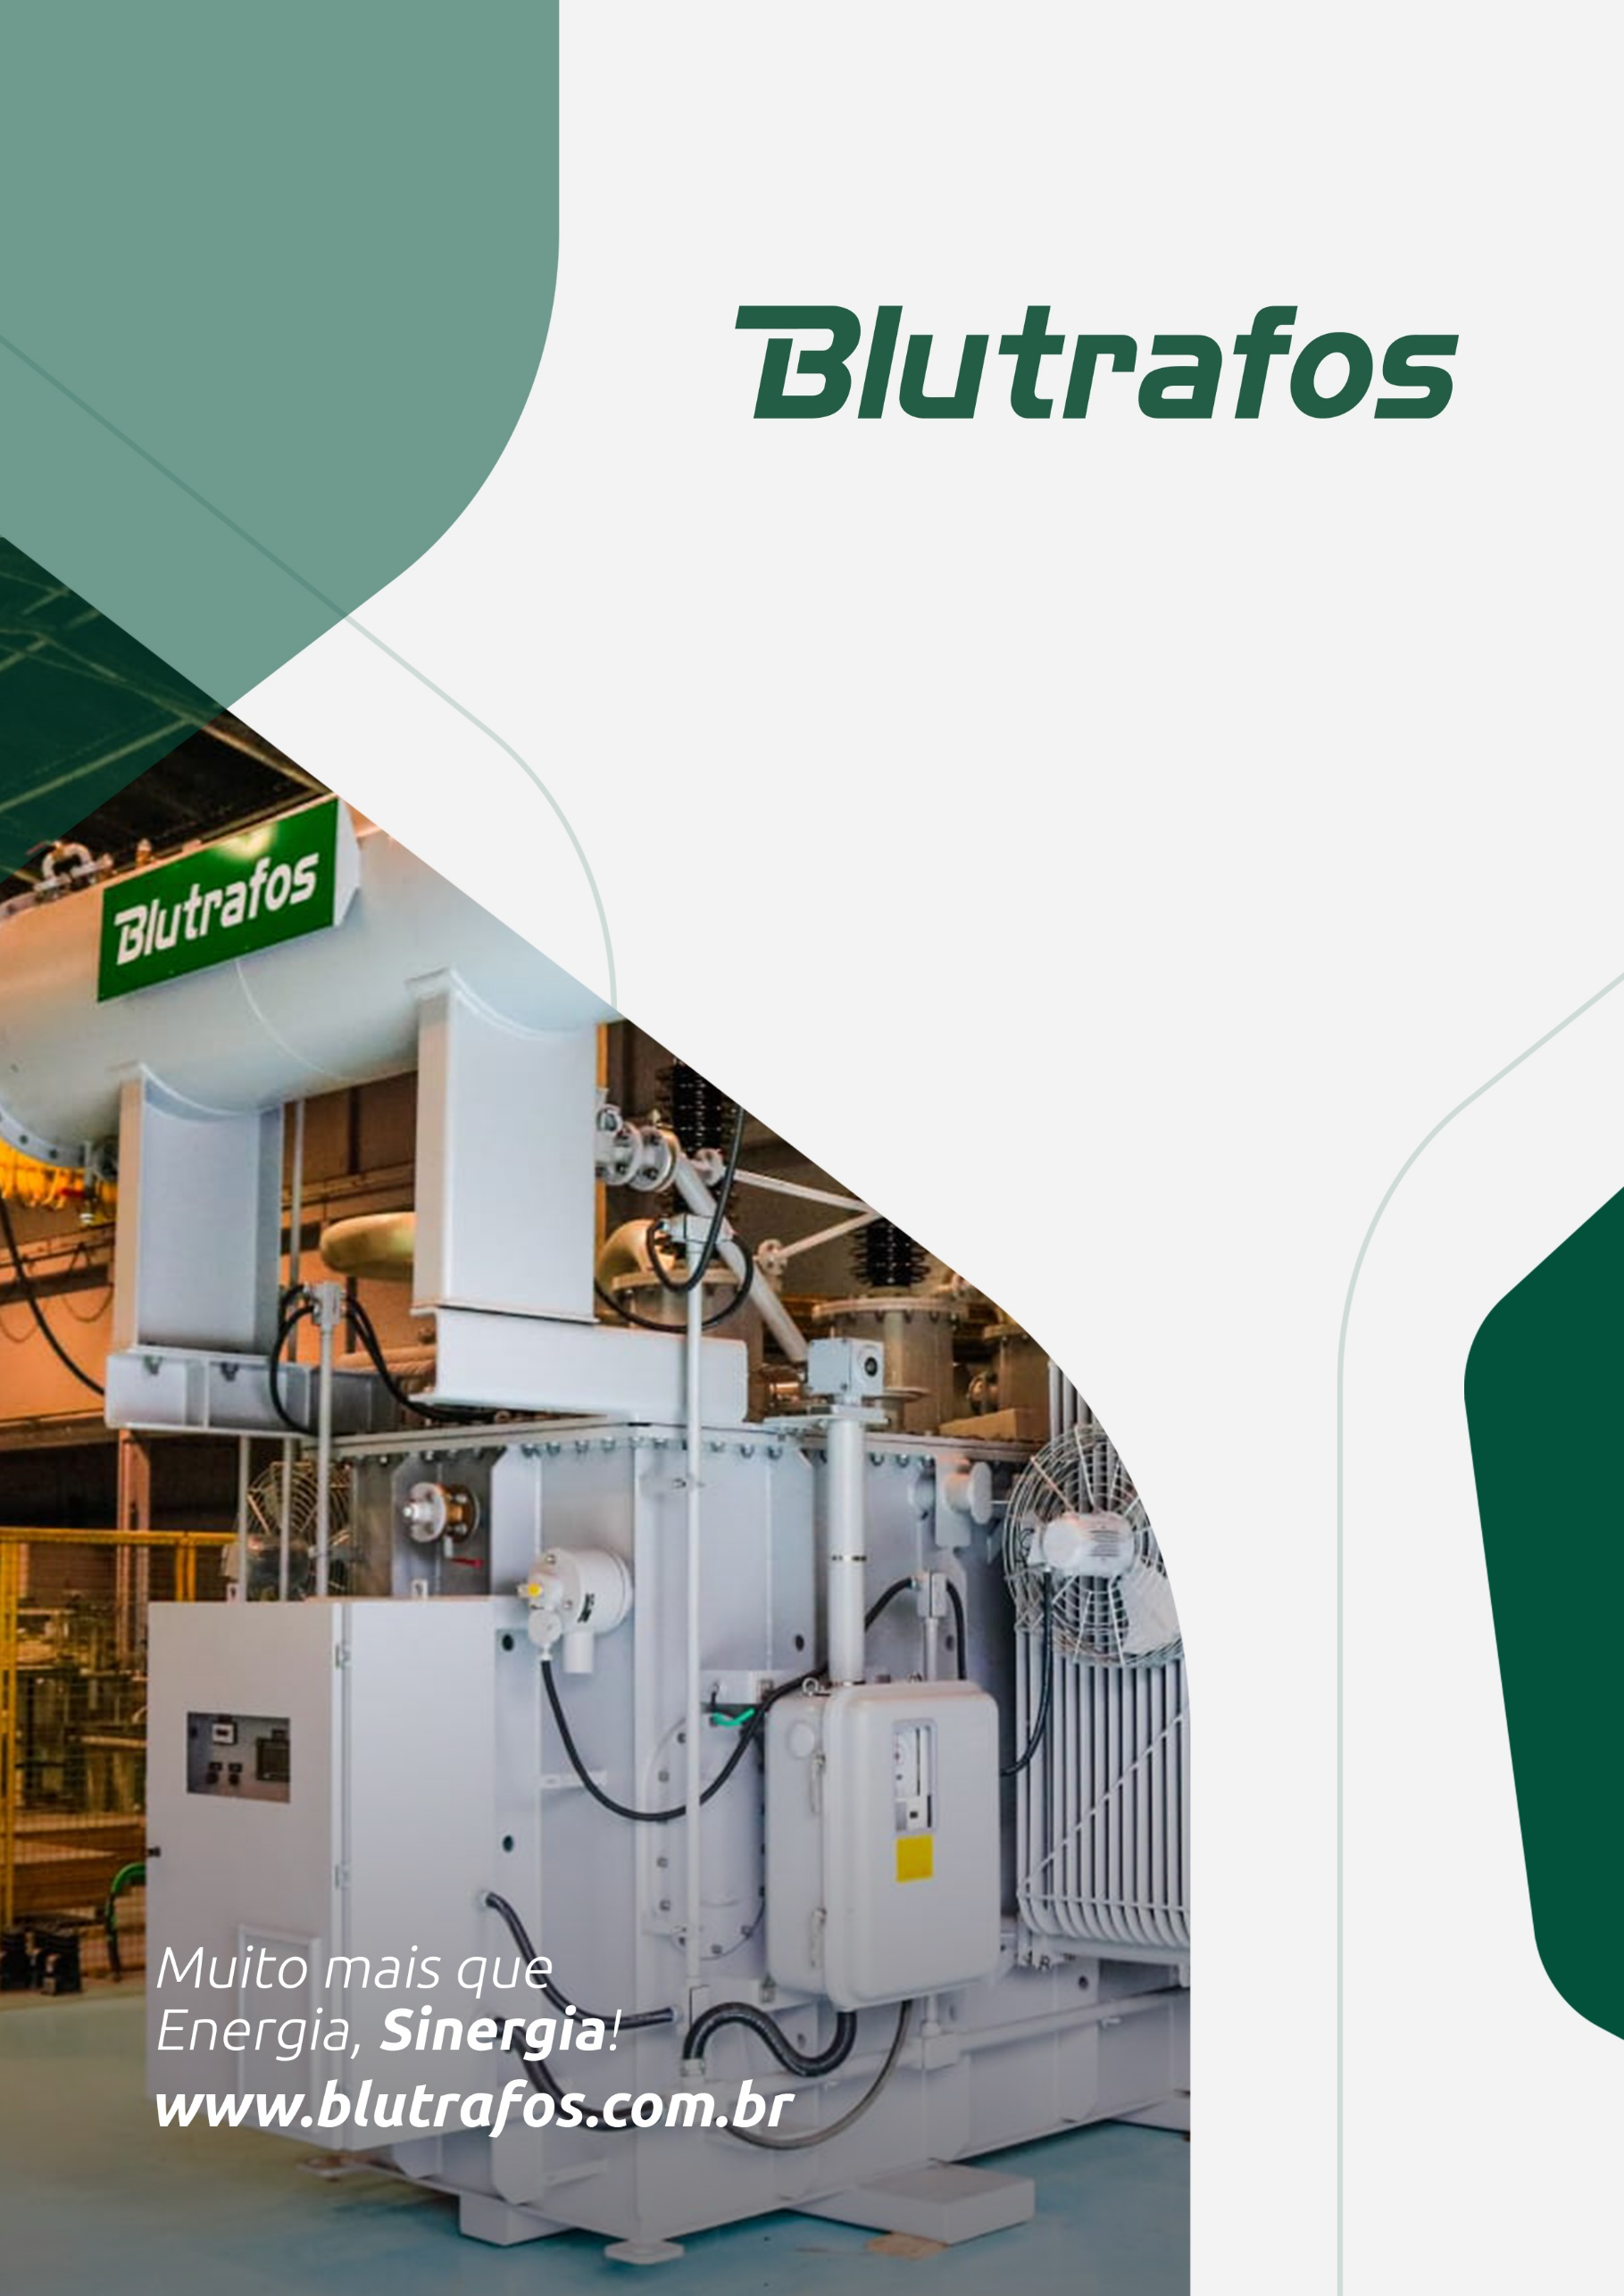 Blutrafos
Blutrafos
Muito mais que
Energia, Sinergia!
www.blutrafos.com.br